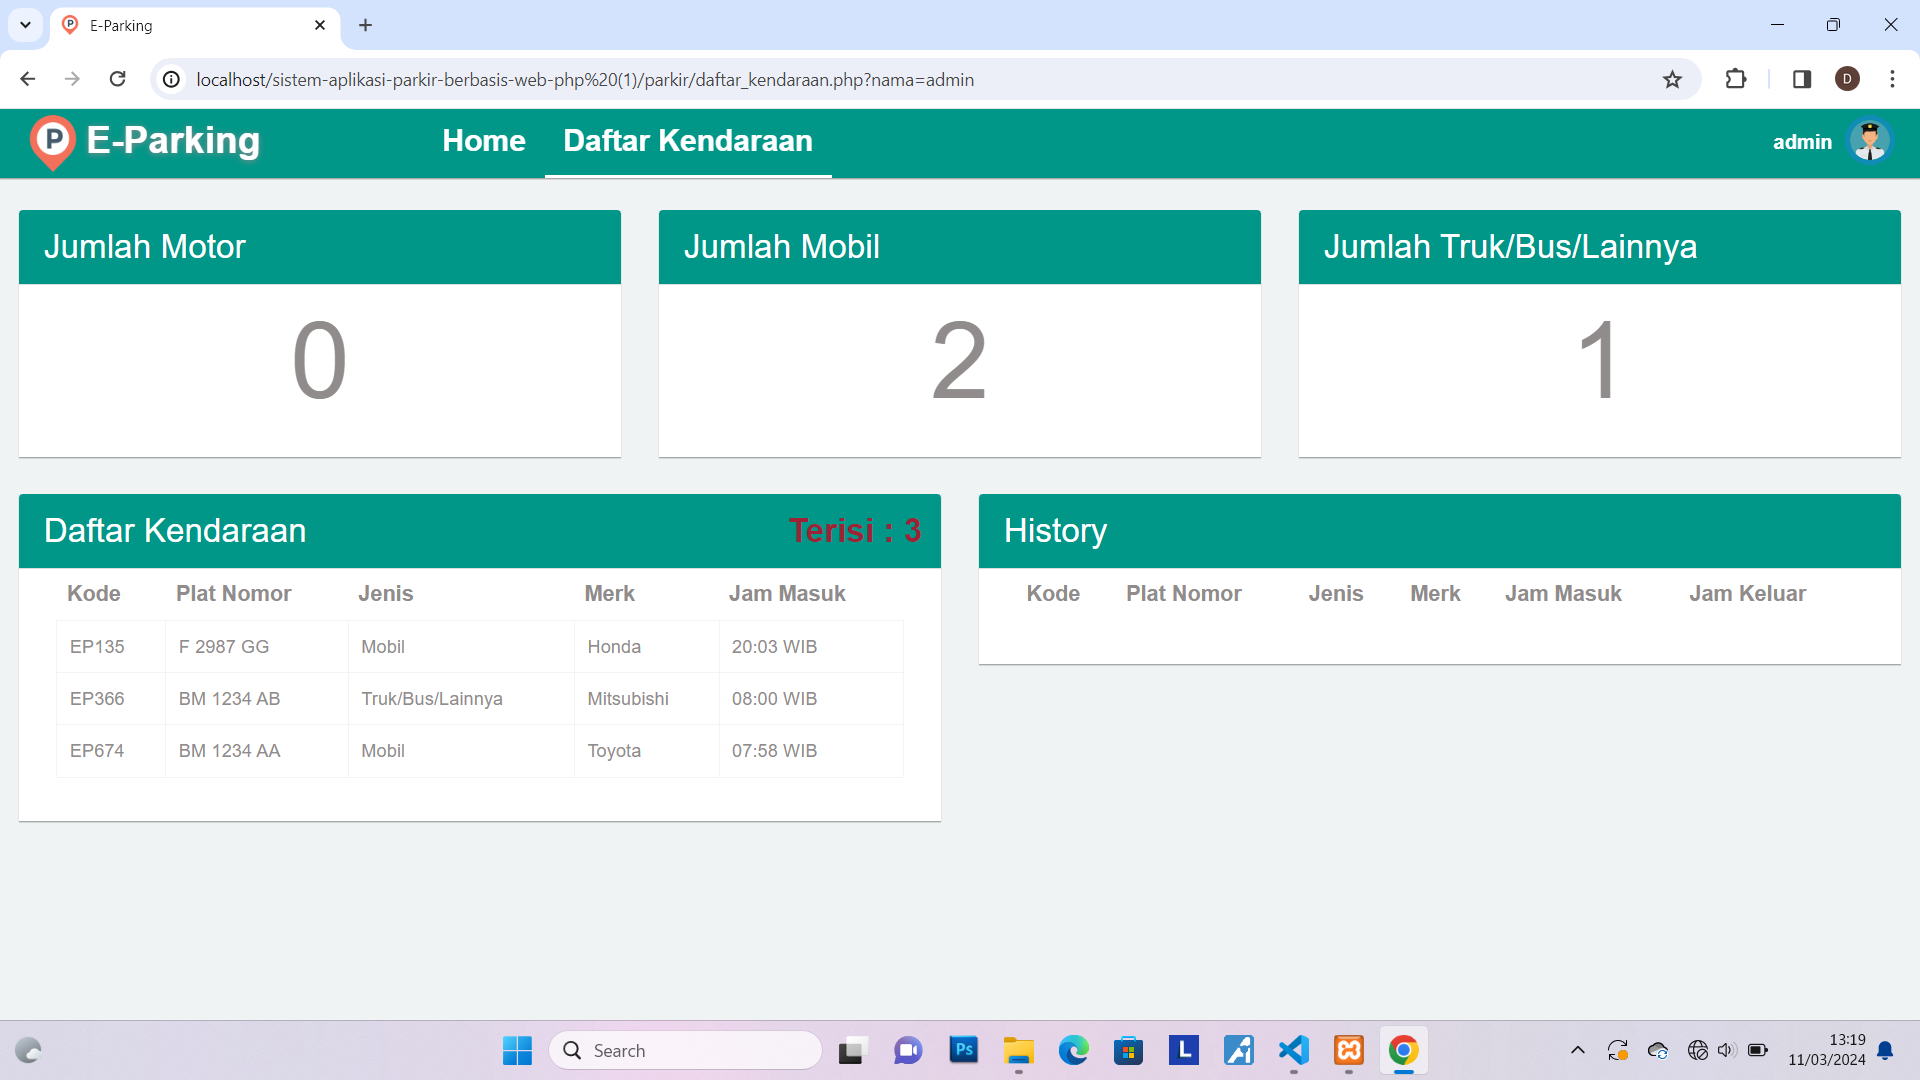 E-Parking
localhost/sistem-aplikasi-parkir-berbasis-web-php%20(1)/parkir/daftar_kendaraan.php?nama=admin
D
P E-Parking Home Daftar Kendaraan admin
Jumlah Motor
0
Jumlah Mobil
2
Jumlah Truk/Bus/Lainnya
1
Daftar Kendaraan Terisi : 3
Kode Plat Nomor Jenis Merk Jam Masuk
EP135 F 2987 GG Mobil Honda 20:03 WIB
EP366 BM 1234 AB Truk/Bus/Lainnya Mitsubishi 08:00 WIB
EP674 BM 1234 AA Mobil Toyota 07:58 WIB
History
Kode Plat Nomor Jenis Merk Jam Masuk Jam Keluar
Search
Ps
L
13:19
11/03/2024